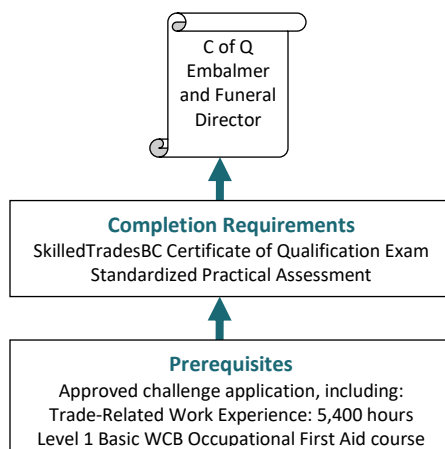 C of Q
Embalmer
and Funeral
Director
Completion Requirements
SkilledTradesBC Certificate of Qualification Exam
Standardized Practical Assessment
Prerequisites
Approved challenge application, including:
Trade-Related Work Experience: 5,400 hours
Level 1 Basic WCB Occupational First Aid course